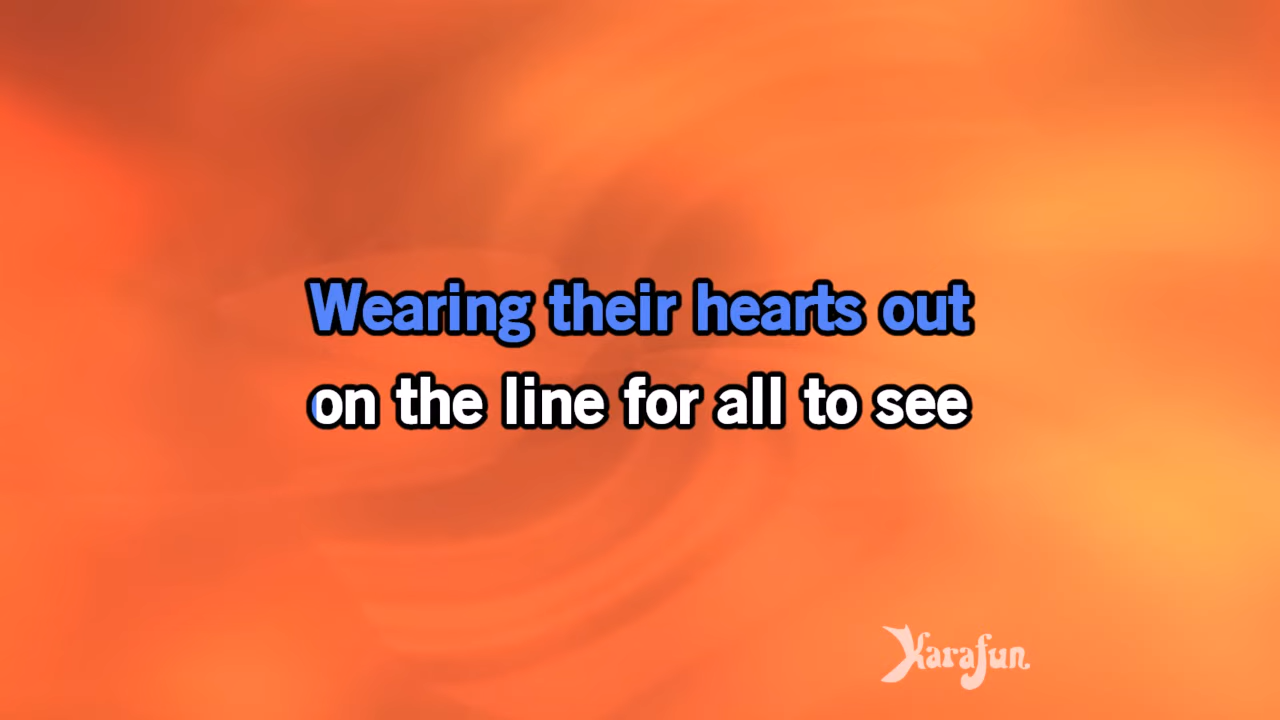 Wearing their hearts out
on the line for all to see
Karafun